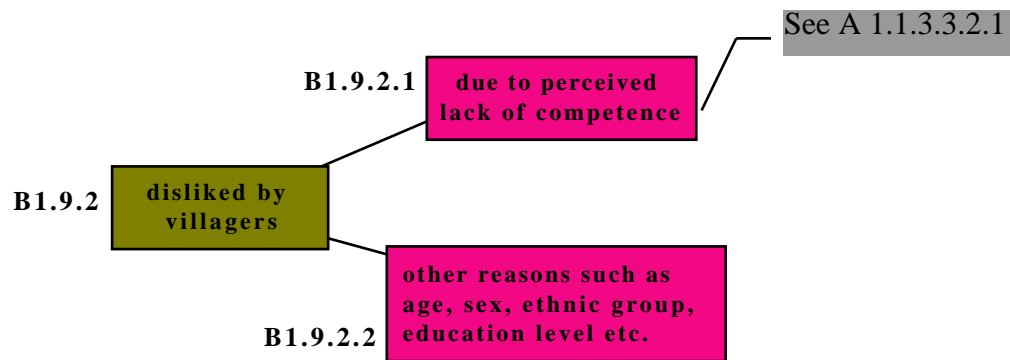 See A 1.1.3.3.2.1
B1.9.2.1
due to perceived
lack of competence
B1.9.2
disliked by
villagers
other reasons such as
age, sex, ethnic group,
education level etc.
B1.9.2.2